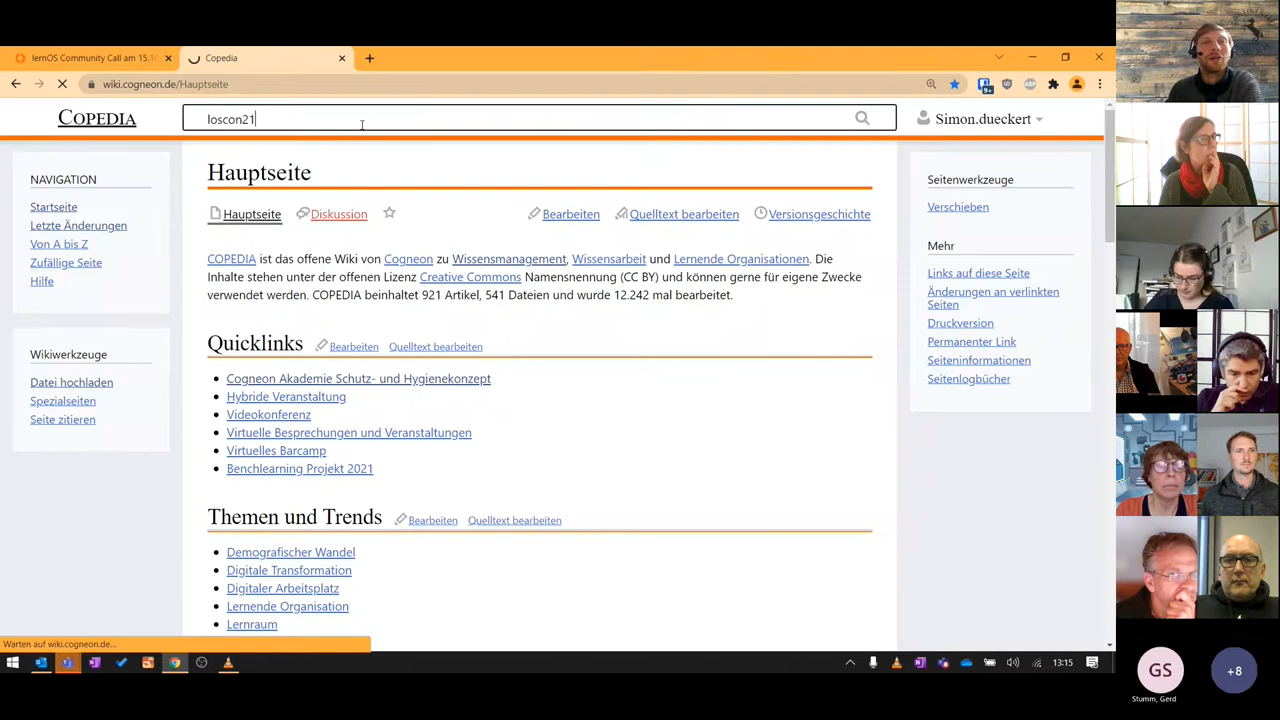 lernOS Community Call am 15.10
Copedia
wiki.cogneon.de/Hauptseite
9+
COPEDIA
loscon21
Simon.dueckert
NAVIGATION
Startseite
Letzte Änderungen
Von A bis Z
Zufällige Seite
Hilfe
Wikiwerkzeuge
Datei hochladen
Spezialseiten
Seite zitieren
Hauptseite
Hauptseite Diskussion Bearbeiten Quelltext bearbeiten Versionsgeschichte
COPEDIA ist das offene Wiki von Cogneon zu Wissensmanagement, Wissensarbeit und Lernende Organisationen. Die
Inhalte stehen unter der offenen Lizenz Creative Commons Namensnennung (CC BY) und können gerne für eigene Zwecke
verwendet werden. COPEDIA beinhaltet 921 Artikel, 541 Dateien und wurde 12.242 mal bearbeitet.
Quicklinks Bearbeiten Quelltext bearbeiten
Cogneon Akademie Schutz- und Hygienekonzept
Hybride Veranstaltung
Videokonferenz
Virtuelle Besprechungen und Veranstaltungen
Virtuelles Barcamp
Benchlearning Projekt 2021
Themen und Trends Bearbeiten Quelltext bearbeiten
Demografischer Wandel
Digitale Transformation
Digitaler Arbeitsplatz
Lernende Organisation
Lernraum
Seitenwerkzeuge
Verschieben
Mehr
Links auf diese Seite
Änderungen an verlinkten
Seiten
Druckversion
Permanenter Link
Seiteninformationen
Seitenlogbücher
Warten auf wiki.cogneon.de...
13:15
GS
Stumm, Gerd
+8